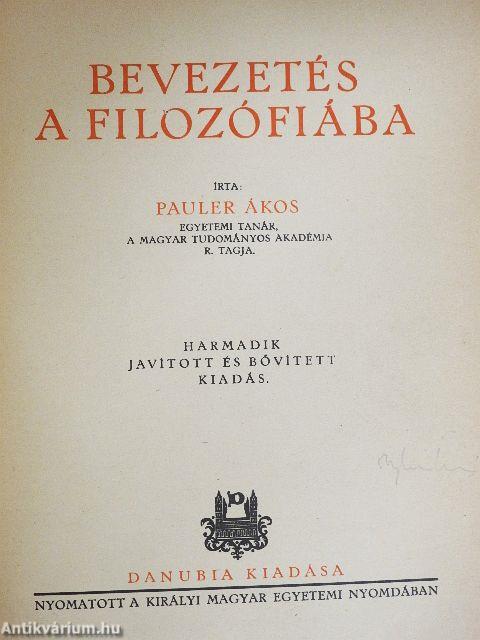 BEVEZETÉS
A FILOZÓFIÁBA
ÍRTA:
PAULER ÁKOS
EGYETEMI TANÁR,
A MAGYAR TUDOMÁNYOS AKADÉMJA
R. TAGJA.
HARMADIK
JAVÍTOTT ÉS BŐVÍTETT
KIADÁS.
D
DANUBIA KIADÁSA
NYOMATOTT A KIRÁLYI MAGYAR EGYETEMI NYOMDÁBAN
Antikvárium.hu